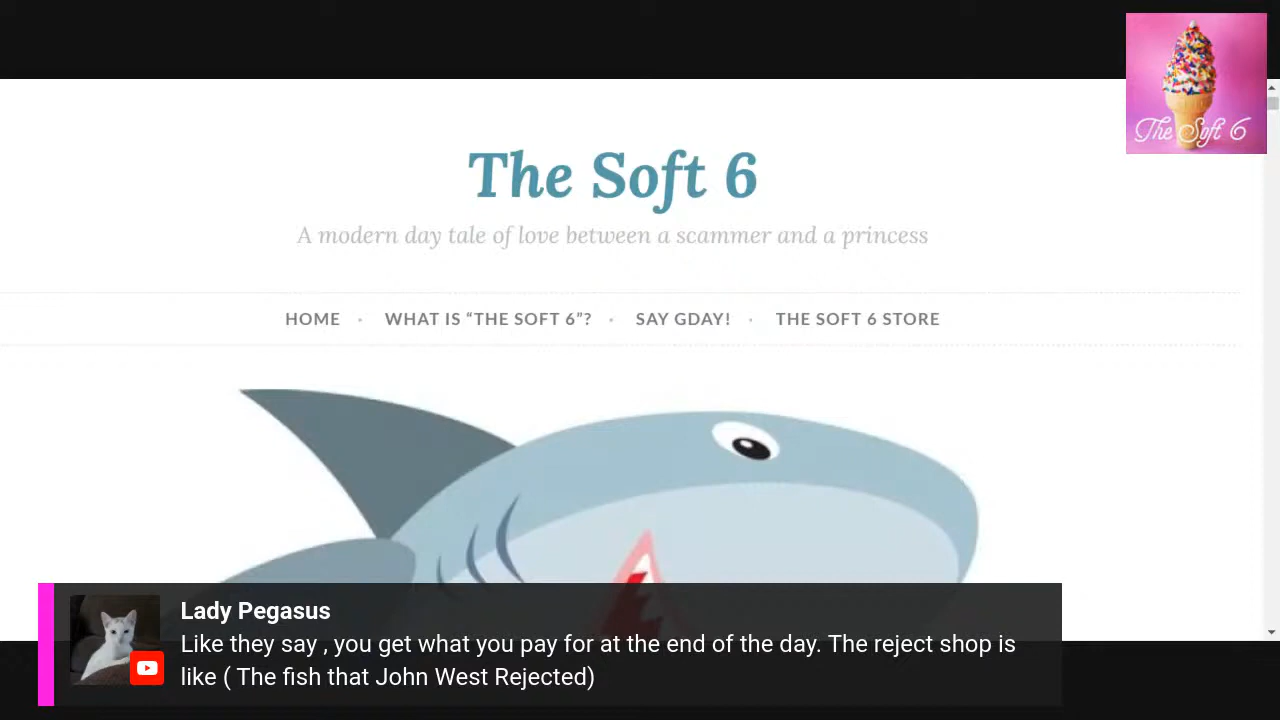 The Soft 6
The Soft 6
A modern day tale of love between a scammer and a princess
HOME · WHAT IS “THE SOFT 6”? · SAY GDAY! · THE SOFT 6 STORE
Lady Pegasus
Like they say , you get what you pay for at the end of the day. The reject shop is
like ( The fish that John West Rejected)